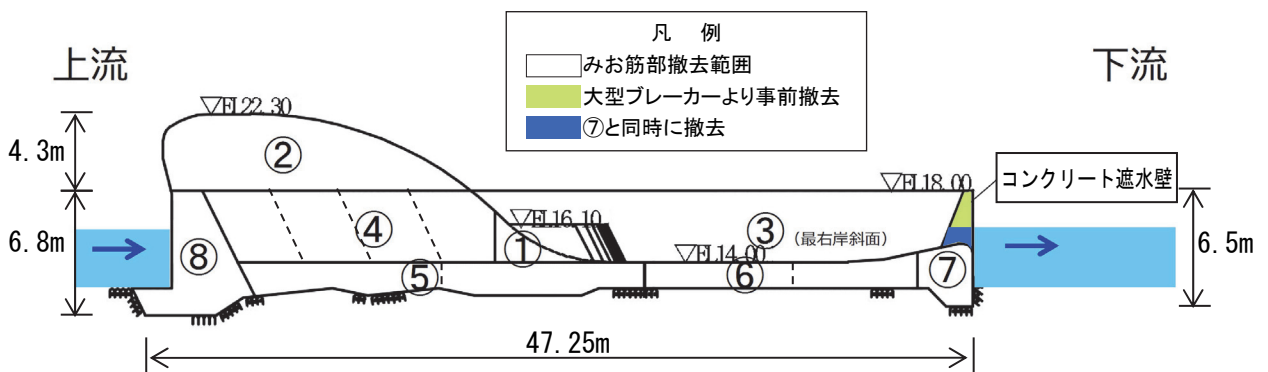 凡 例
みお筋部撤去範囲
大型ブレーカーより事前撤去
⑦と同時に撤去
上流
下流
▽EL22.30
4.3m
②
▽EL18.00
コンクリート遮水壁
6.8m
⑧
④
①
▽EL16.10
③
(最右岸斜面)
6.5m
⑤
▽EL14.00
⑥
⑦
47.25m